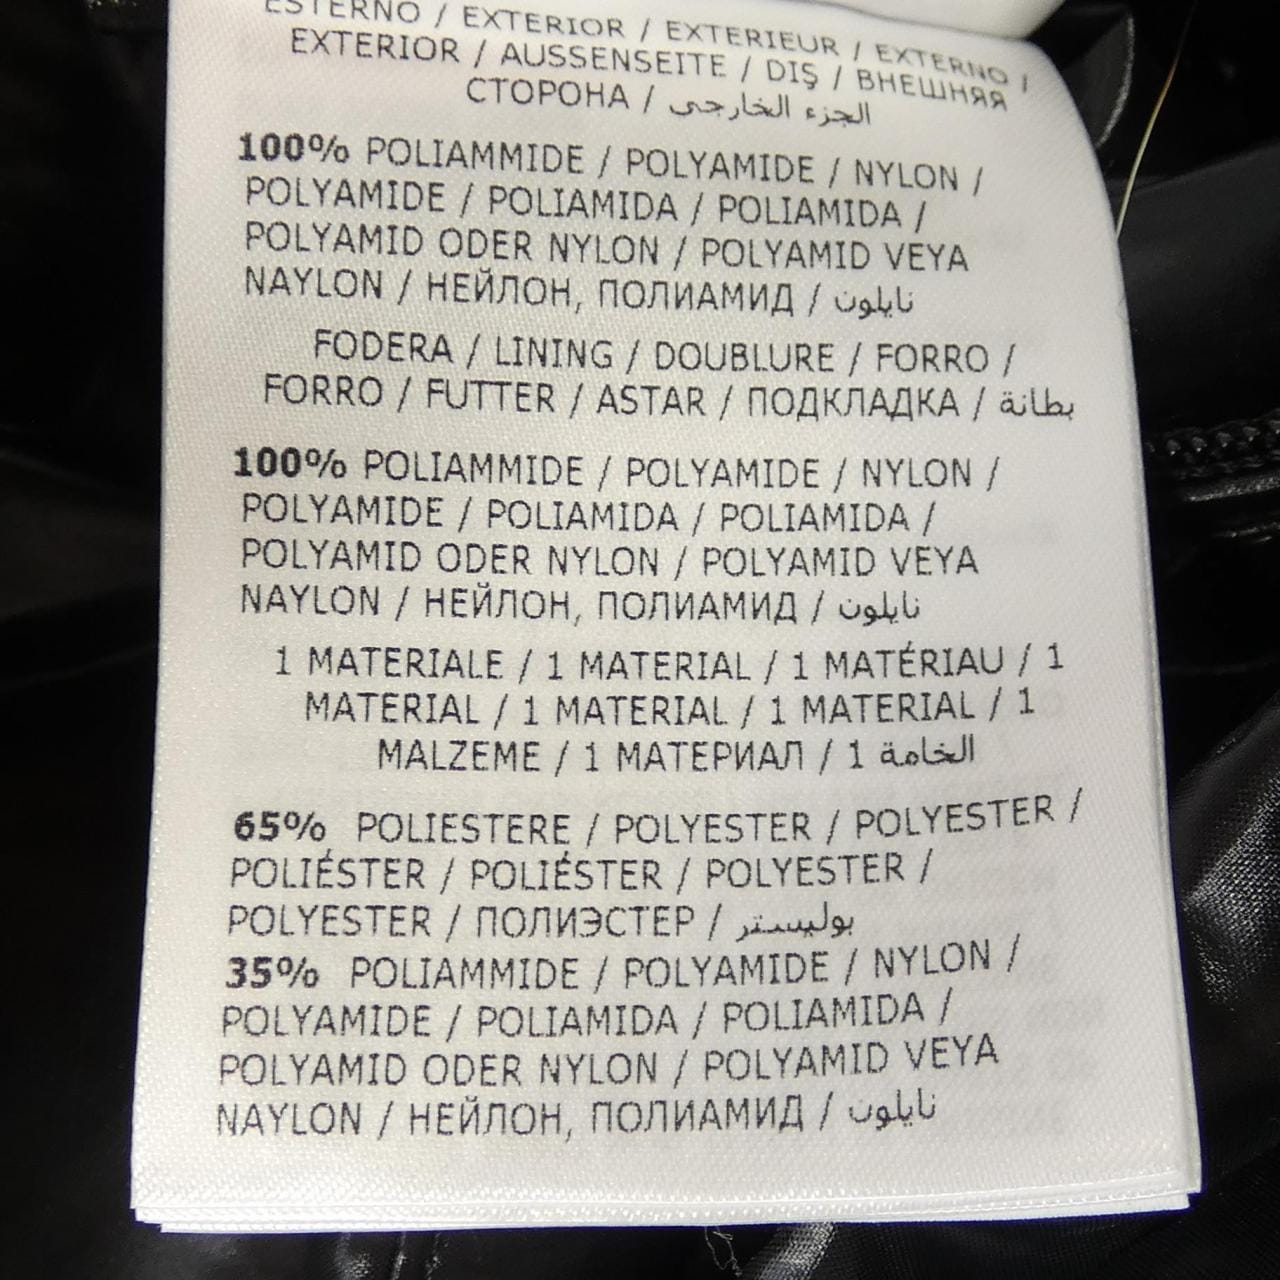 ESTERNO / EXTERIOR / EXTERIEUR / EXTERNO /
EXTERIOR / AUSSENSEITE / DIŞ / ВНЕШНЯЯ
СТОРОНА / الجزء الخارجي
100% POLIAMMIDE / POLYAMIDE / NYLON /
POLYAMIDE / POLIAMIDA / POLIAMIDA /
POLYAMID ODER NYLON / POLYAMID VEYA
NAYLON / НЕЙЛОН, ПОЛИАМИД / نايلون
FODERA / LINING / DOUBLURE / FORRO /
FORRO / FUTTER / ASTAR / ПОДКЛАДКА / بطانة
100% POLIAMMIDE / POLYAMIDE / NYLON /
POLYAMIDE / POLIAMIDA / POLIAMIDA /
POLYAMID ODER NYLON / POLYAMID VEYA
NAYLON / НЕЙЛОН, ПОЛИАМИД / نايلون
1 MATERIALE / 1 MATERIAL / 1 MATÉRIAU / 1
MATERIAL / 1 MATERIAL / 1 MATERIAL / 1
MALZEME / 1 МАТЕРИАЛ / 1 الخامة
65% POLIESTERE / POLYESTER / POLYESTER /
POLIÉSTER / POLIÉSTER / POLYESTER /
POLYESTER / ПОЛИЭСТЕР / بوليستر
35% POLIAMMIDE / POLYAMIDE / NYLON /
POLYAMIDE / POLIAMIDA / POLIAMIDA /
POLYAMID ODER NYLON / POLYAMID VEYA
NAYLON / НЕЙЛОН, ПОЛИАМИД / نايلون